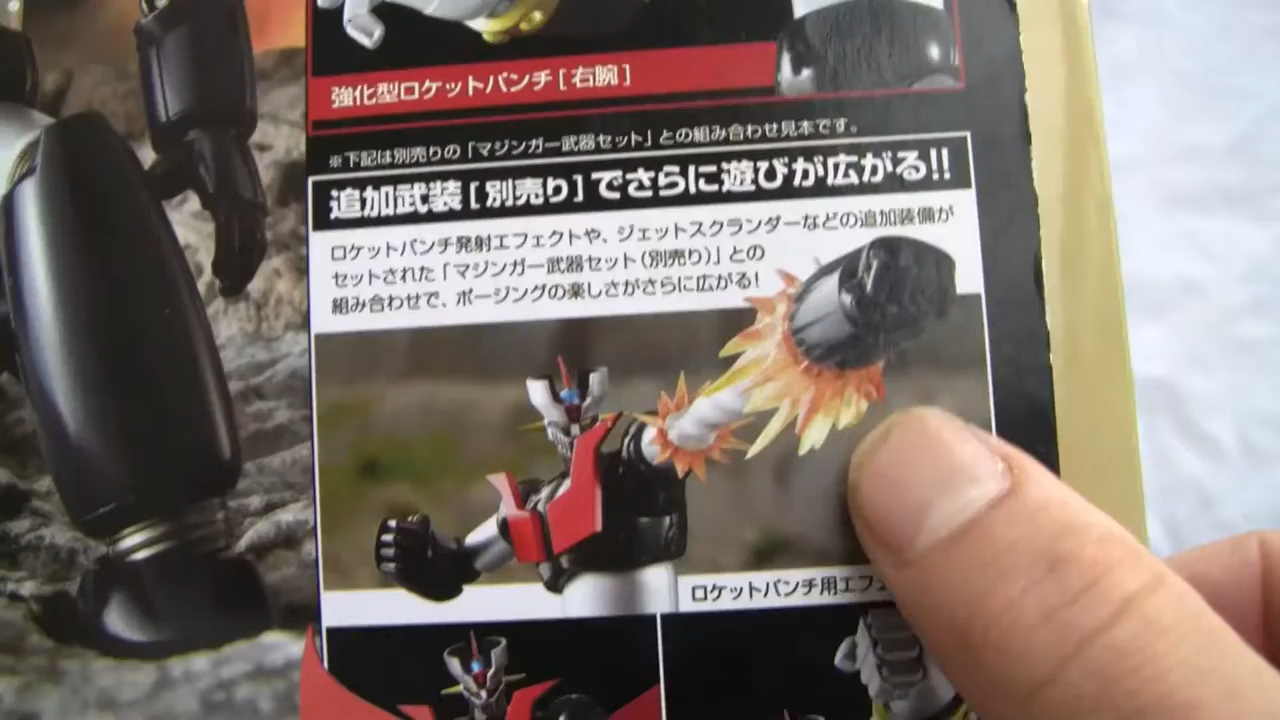 強化型ロケットパンチ[右腕]
※下記は別売りの「マジンガー武器セット」との組み合わせ見本です。
追加武装[別売り]でさらに遊びが広がる!!
ロケットパンチ発射エフェクトや、ジェットスクランダーなどの追加装備が
セットされた「マジンガー武器セット(別売り)」との
組み合わせで、ポージングの楽しさがさらに広がる!
ロケットパンチ用エフェ